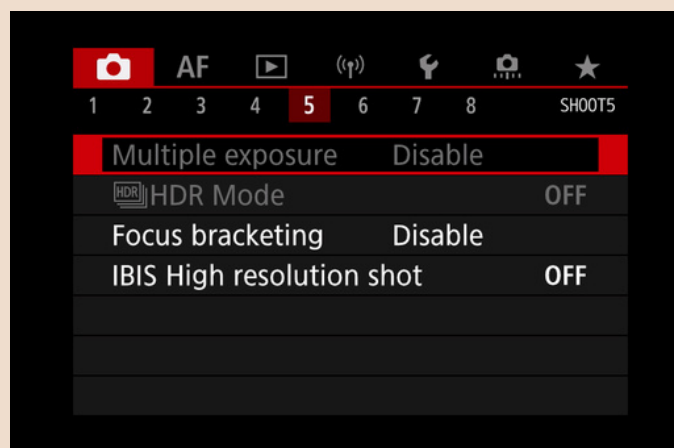 AF
1 2 3 4 5 6 7 8 SHOOT5
Multiple exposure Disable
HDR HDR Mode OFF
Focus bracketing Disable
IBIS High resolution shot OFF